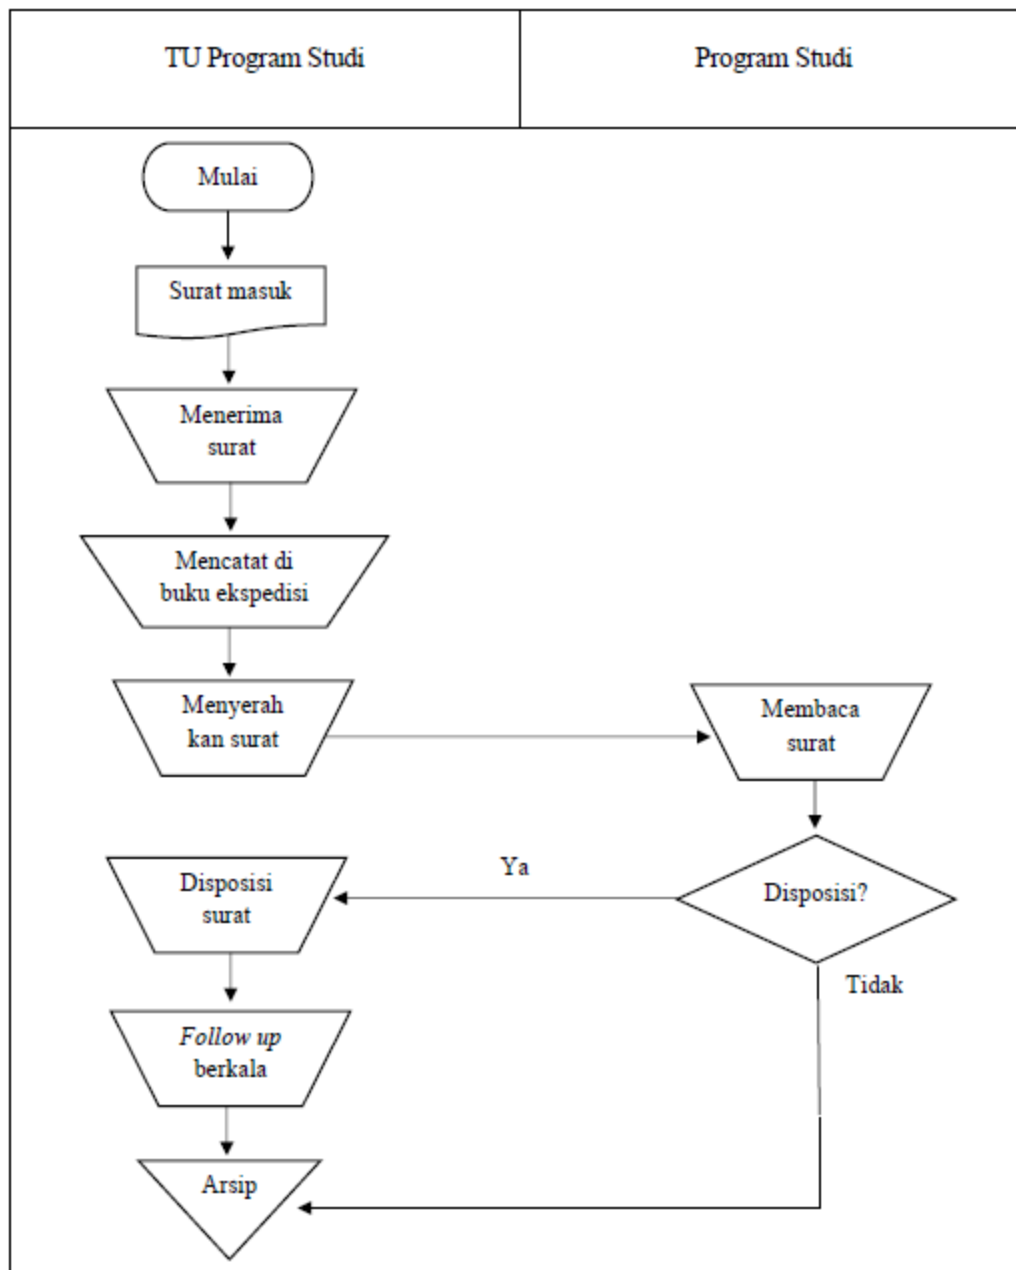 TU Program Studi
Program Studi
Mulai
Surat masuk
Menerima
surat
Mencatat di
buku ekspedisi
Menyerah
kan surat
Membaca
surat
Disposisi?
Ya
Tidak
Disposisi
surat
Follow up
berkala
Arsip